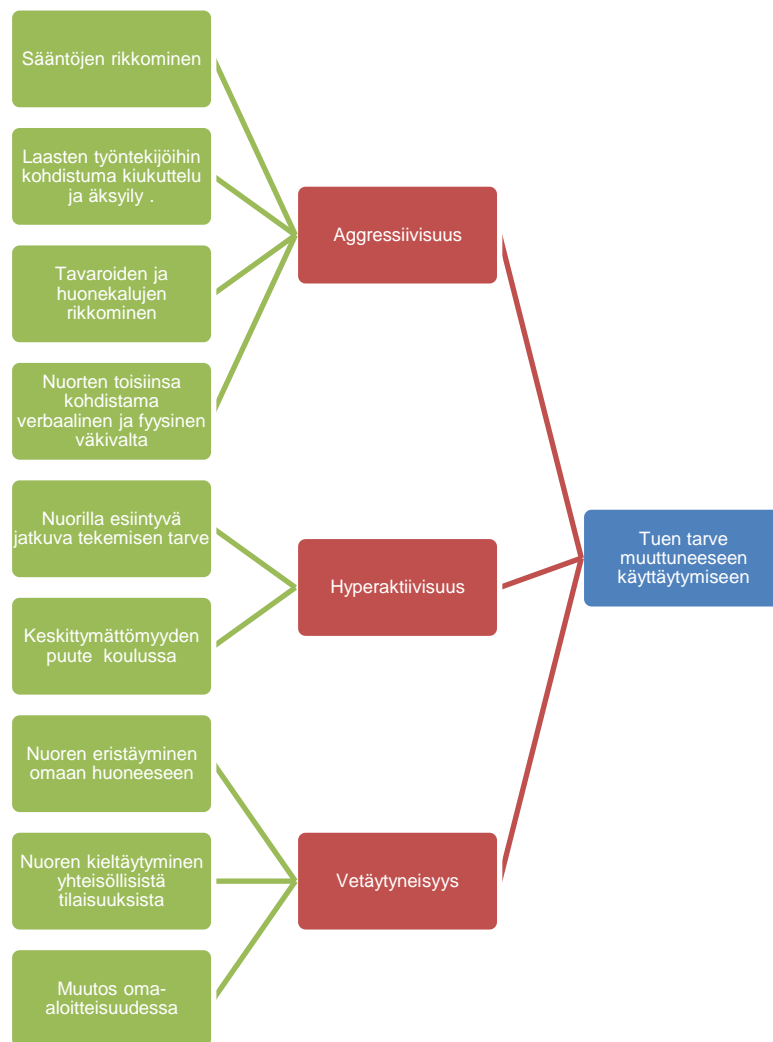 Sääntöjen rikkominen
Laasten työntekijöihin
kohdistuma kiukuttelu
ja äksyily .
Tavaroiden ja
huonekalujen
rikkominen
Nuorten toisiinsa
kohdistama
verbaalinen ja fyysinen
väkivalta
Aggressiivisuus
Nuorilla esiintyvä
jatkuva tekemisen tarve
Keskittymättömyyden
puute koulussa
Hyperaktiivisuus
Nuoren eristäyminen
omaan huoneeseen
Nuoren kieltäytyminen
yhteisöllisistä
tilaisuuksista
Muutos oma-
aloitteisuudessa
Vetäytyneisyys
Tuen tarve
muuttuneeseen
käyttäytymiseen